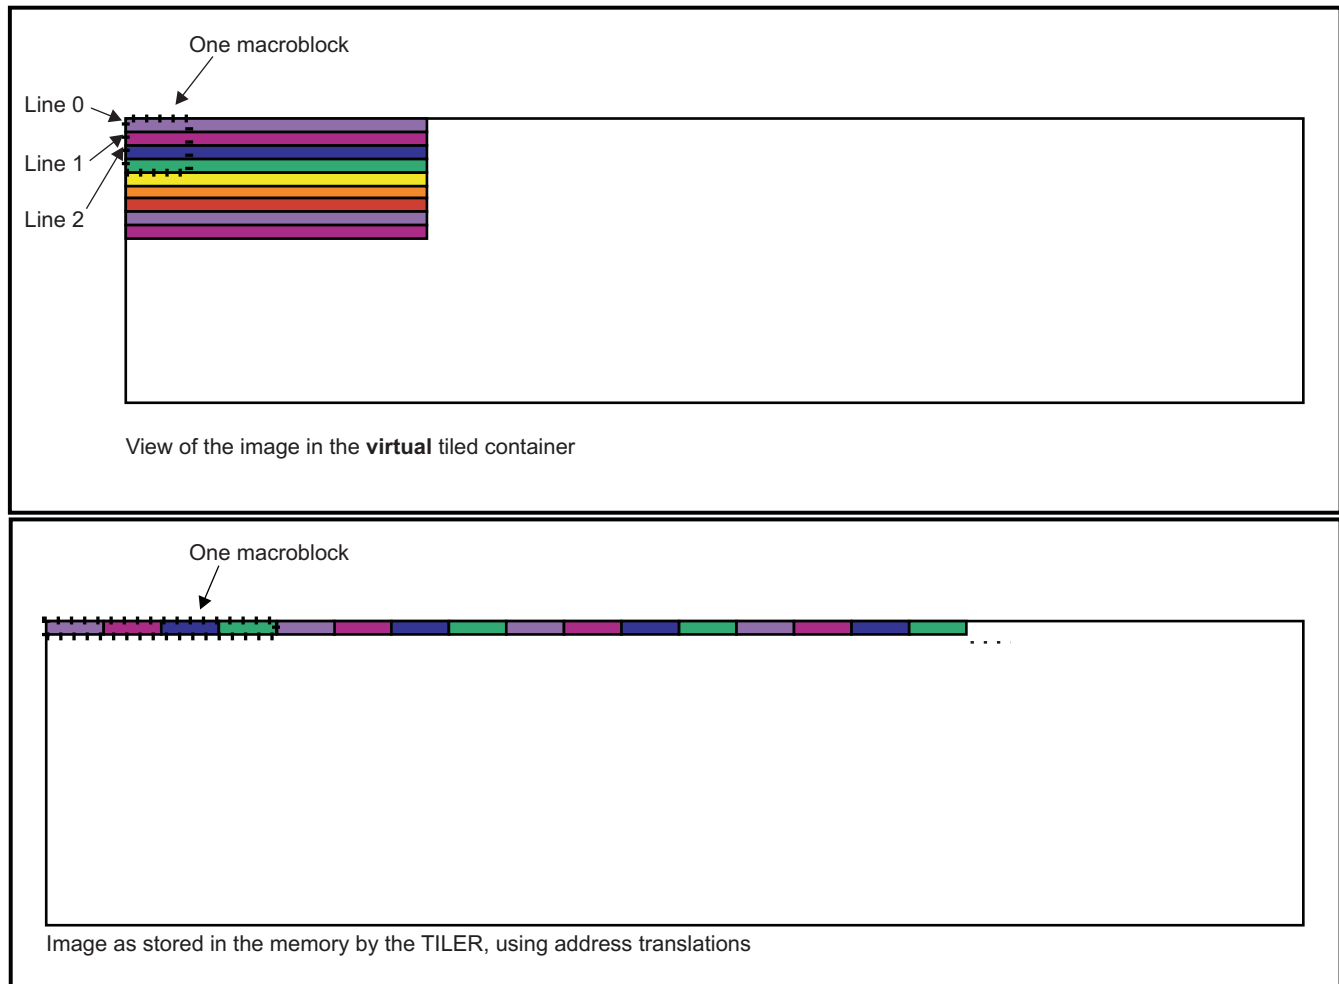 One macroblock
Line 0
Line 1
Line 2
View of the image in the virtual tiled container
One macroblock
Image as stored in the memory by the TILER, using address translations